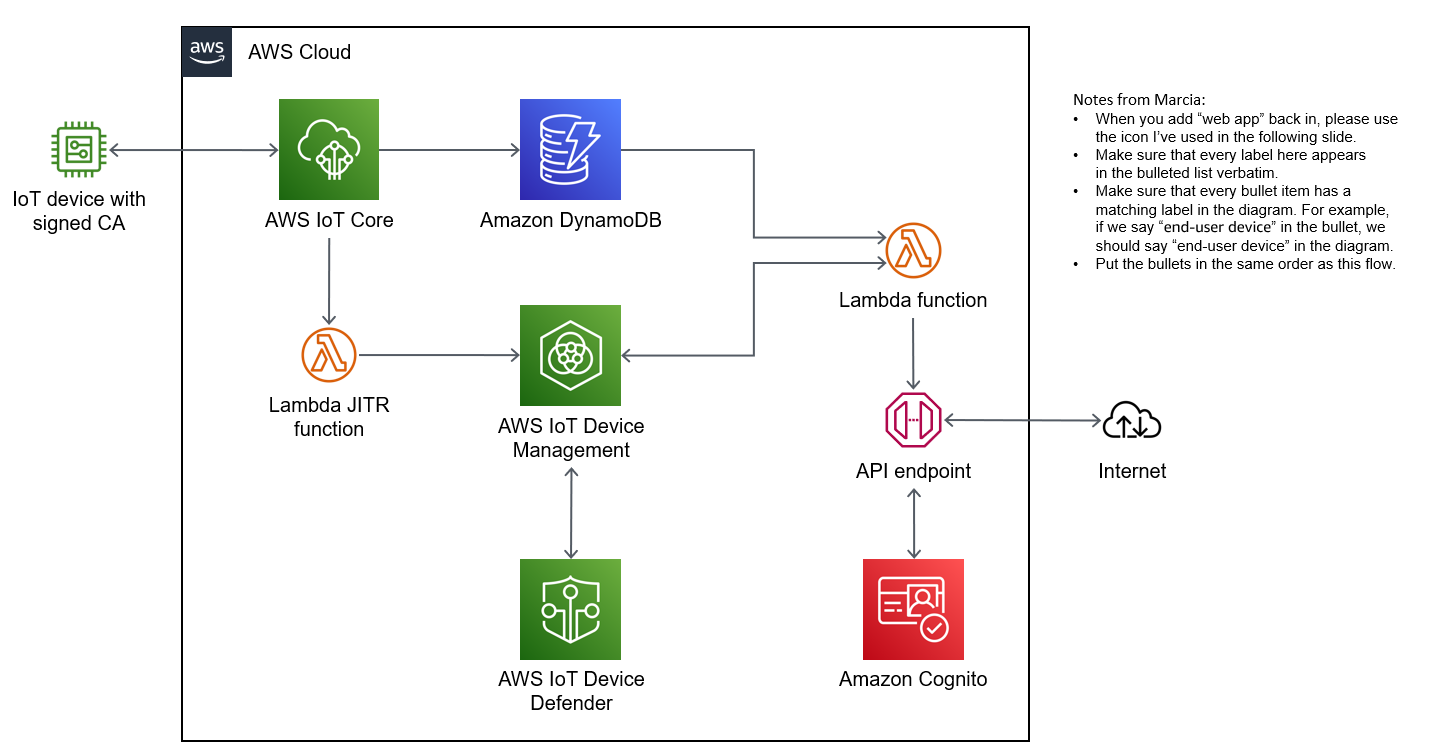 aws
AWS Cloud
IoT device with
signed CA
AWS IoT Core
Amazon DynamoDB
Lambda function
Lambda JITR
function
AWS IoT Device
Management
API endpoint
Internet
AWS IoT Device
Defender
Amazon Cognito
Notes from Marcia:
• When you add “web app” back in, please use
the icon I’ve used in the following slide.
• Make sure that every label here appears
in the bulleted list verbatim.
• Make sure that every bullet item has a
matching label in the diagram. For example,
if we say “end-user device” in the bullet, we
should say “end-user device” in the diagram.
• Put the bullets in the same order as this flow.